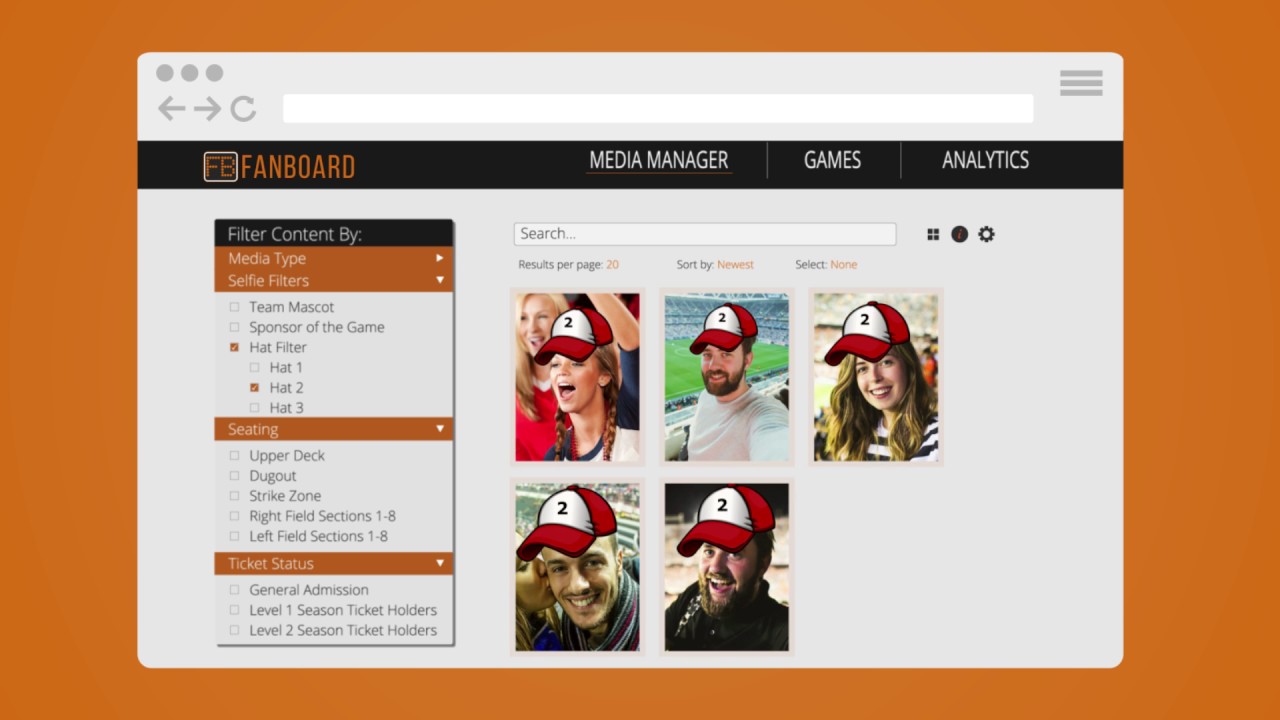 FB FANBOARD
MEDIA MANAGER
GAMES
ANALYTICS
Filter Content By:
Media Type
Selfie Filters
Team Mascot
Sponsor of the Game
Hat Filter
Hat 1
Hat 2
Hat 3
Seating
Upper Deck
Dugout
Strike Zone
Right Field Sections 1-8
Left Field Sections 1-8
Ticket Status
General Admission
Level 1 Season Ticket Holders
Level 2 Season Ticket Holders
Search...
i
Results per page: 20
Sort by: Newest
Select: None
2
2
2
2
2